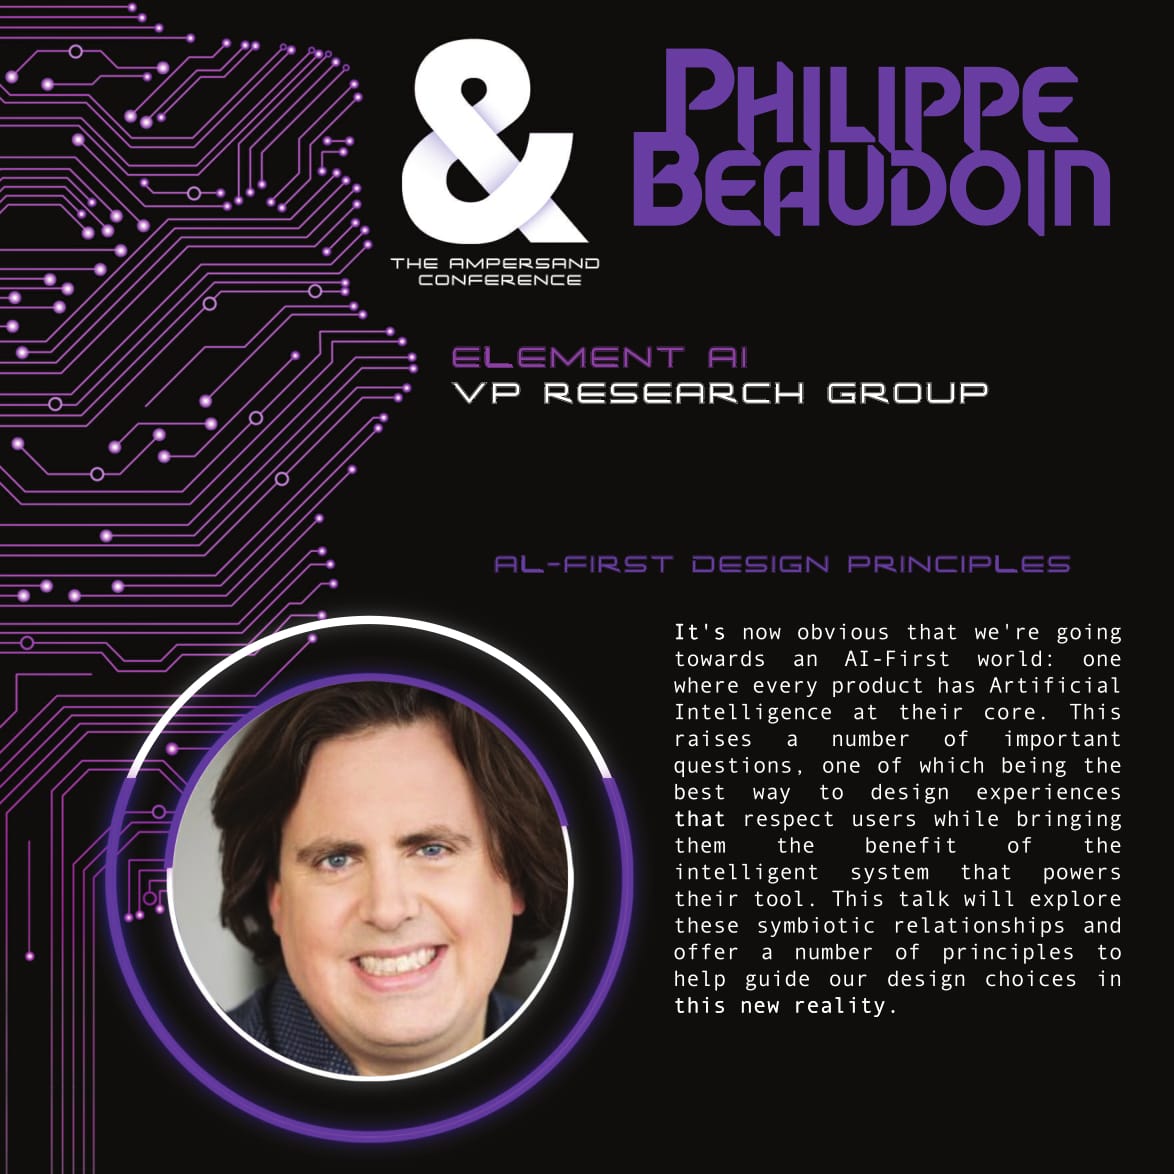 &
THE AMPERSAND
CONFERENCE
PHILIPPE
BEAUDOIN
ELEMENT AI
VP RESEARCH GROUP
AL-FIRST DESIGN PRINCIPLES
It's now obvious that we're going
towards an AI-First world: one
where every product has Artificial
Intelligence at their core. This
raises a number of important
questions, one of which being the
best way to design experiences
that respect users while bringing
them the benefit of the
intelligent system that powers
their tool. This talk will explore
these symbiotic relationships and
offer a number of principles to
help guide our design choices in
this new reality.